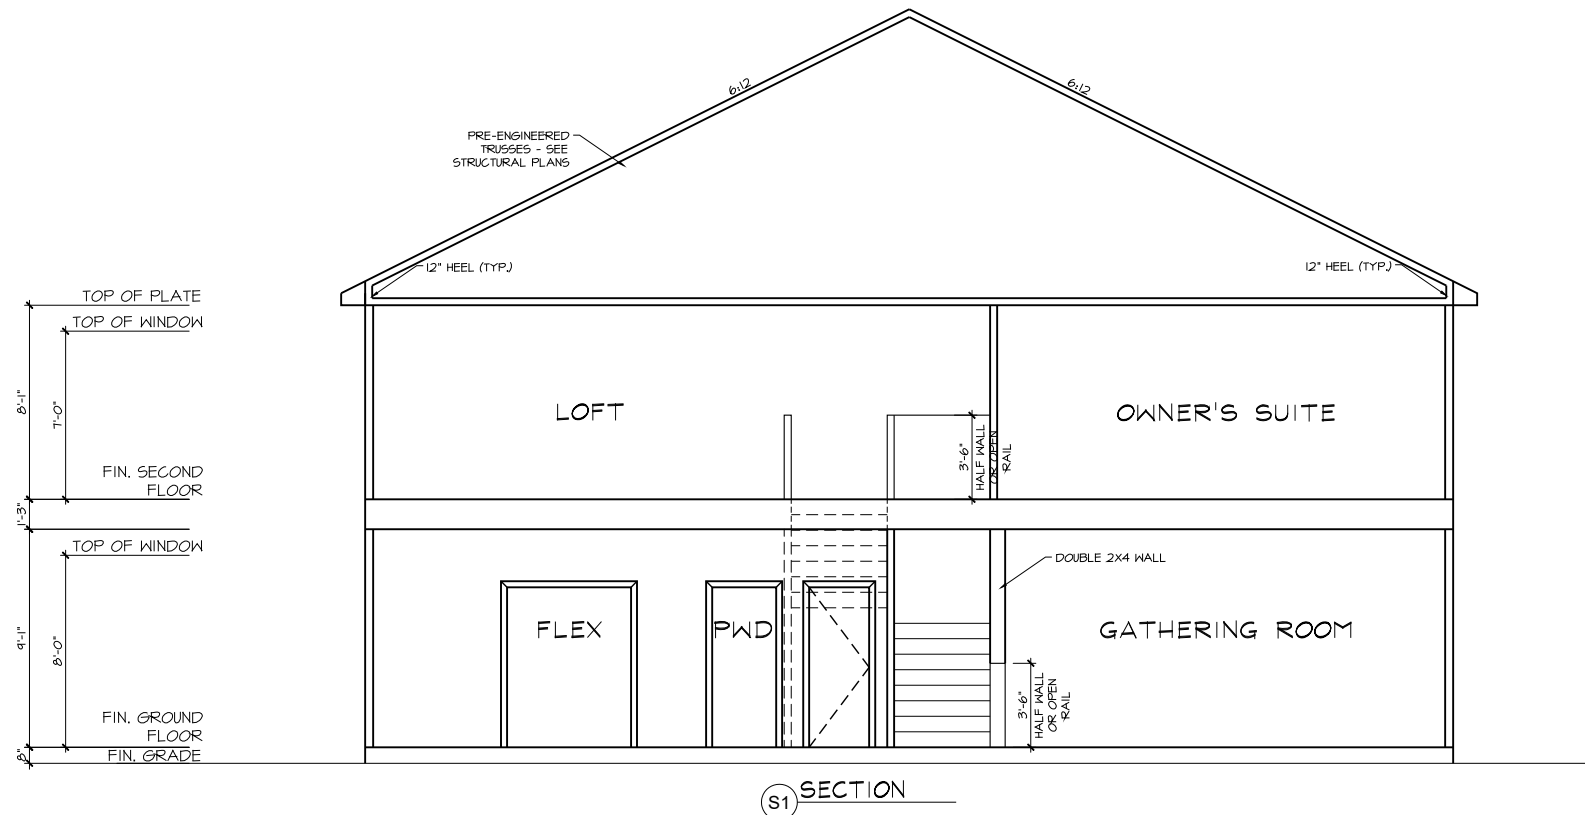 6:12
6:12
PRE-ENGINEERED
TRUSSES - SEE
STRUCTURAL PLANS
12" HEEL (TYP.)
12" HEEL (TYP.)
TOP OF PLATE
TOP OF WINDOW
8'-1"
7'-0"
LOFT
OWNER'S SUITE
3'-6"
HALF WALL
OR OPEN
RAIL
FIN. SECOND
FLOOR
1'-3"
TOP OF WINDOW
DOUBLE 2X4 WALL
9'-1"
8'-0"
FLEX
PWD
GATHERING ROOM
3'-6"
HALF WALL
OR OPEN
RAIL
FIN. GROUND
FLOOR
8"
FIN. GRADE
S1 SECTION